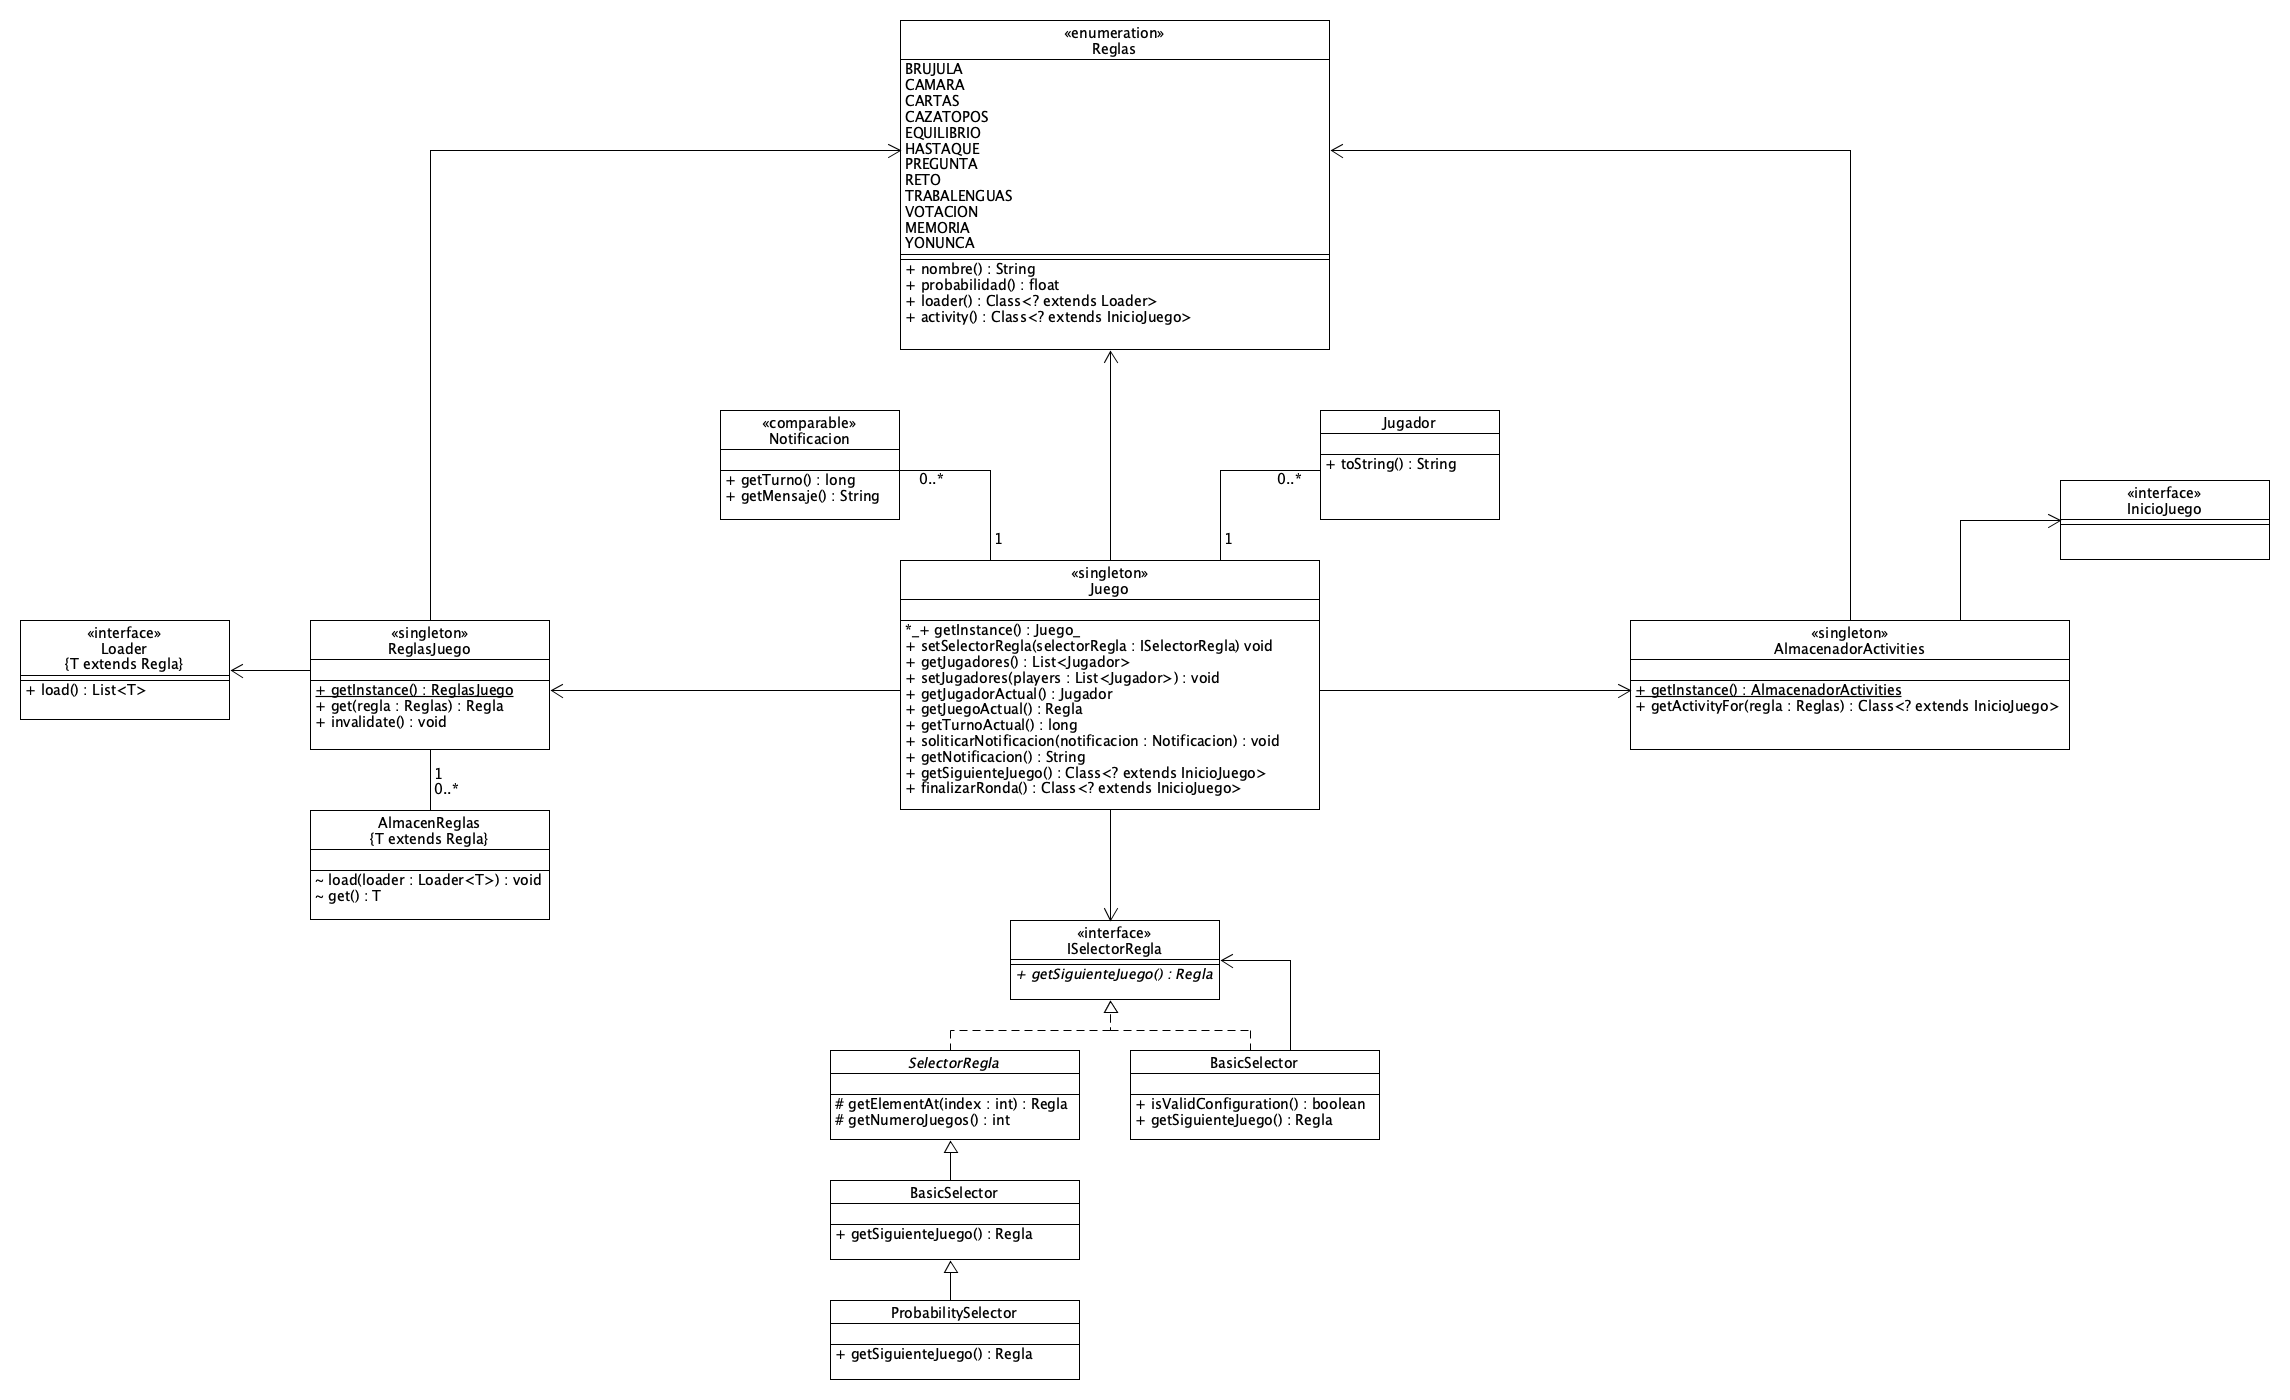 «enumeration»
Reglas
BRUJULA
CAMARA
CARTAS
CAZATOPOS
EQUILIBRIO
HASTAQUE
PREGUNTA
RETO
TRABALENGUAS
VOTACION
MEMORIA
YONUNCA
+ nombre() : String
+ probabilidad() : float
+ loader() : Class<? extends Loader>
+ activity() : Class<? extends InicioJuego>
«comparable»
Notificacion
+ getTurno() : long
+ getMensaje() : String
0..*
1
Jugador
+ toString() : String
0..*
1
«interface»
InicioJuego
«interface»
Loader
{T extends Regla}
+ load() : List<T>
«singleton»
ReglasJuego
+ getInstance() : ReglasJuego
+ get(regla : Reglas) : Regla
+ invalidate() : void
1
0..*
AlmacenReglas
{T extends Regla}
~ load(loader : Loader<T>) : void
~ get() : T
«singleton»
Juego
*_+ getInstance() : Juego_
+ setSelectorRegla(selectorRegla : ISelectorRegla) void
+ getJugadores() : List<Jugador>
+ setJugadores(players : List<Jugador>) : void
+ getJugadorActual() : Jugador
+ getJuegoActual() : Regla
+ getTurnoActual() : long
+ soliticarNotificacion(notificacion : Notificacion) : void
+ getNotificacion() : String
+ getSiguienteJuego() : Class<? extends InicioJuego>
+ finalizarRonda() : Class<? extends InicioJuego>
«singleton»
AlmacenadorActivities
+ getInstance() : AlmacenadorActivities
+ getActivityFor(regla : Reglas) : Class<? extends InicioJuego>
«interface»
ISelectorRegla
+ getSiguienteJuego() : Regla
SelectorRegla
# getElementAt(index : int) : Regla
# getNumeroJuegos() : int
BasicSelector
+ isValidConfiguration() : boolean
+ getSiguienteJuego() : Regla
BasicSelector
+ getSiguienteJuego() : Regla
ProbabilitySelector
+ getSiguienteJuego() : Regla